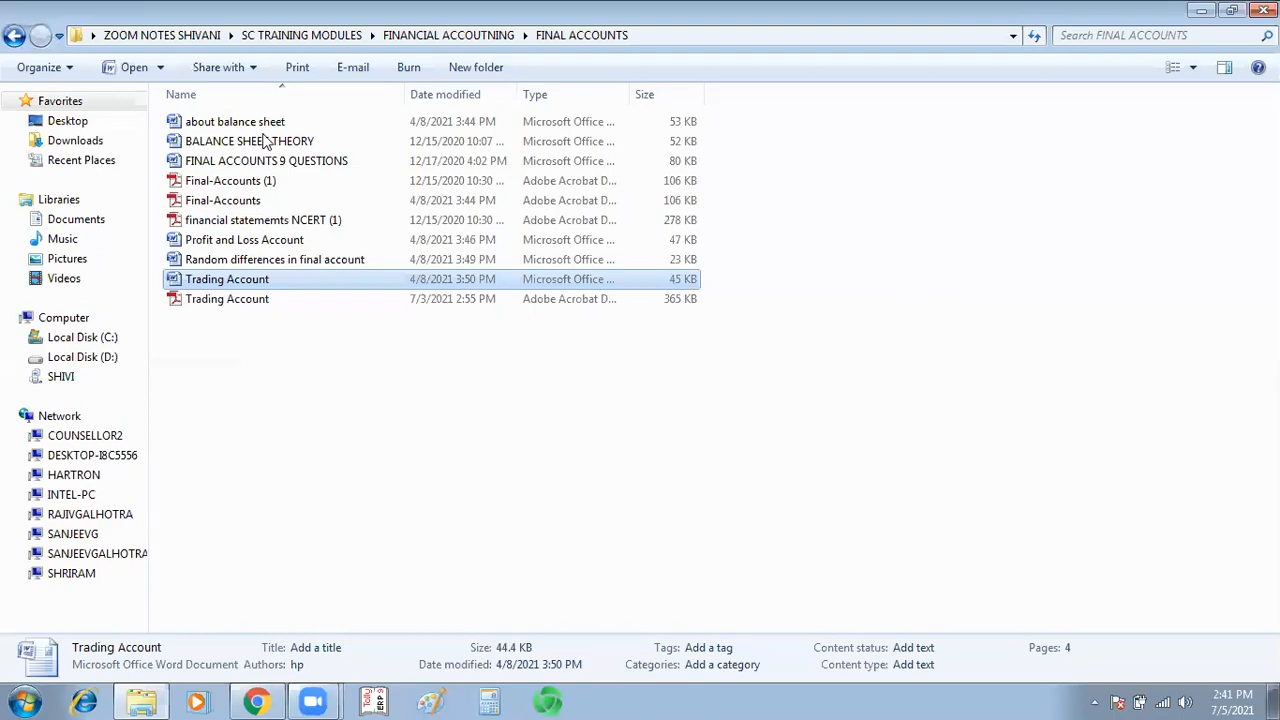 ZOOM NOTES SHIVANI SC TRAINING MODULES FINANCIAL ACCOUTNING FINAL ACCOUNTS Search FINAL ACCOUNTS
Organize Open Share with Print E-mail Burn New folder
Favorites
Desktop
Downloads
Recent Places
Libraries
Documents
Music
Pictures
Videos
Computer
Local Disk (C:)
Local Disk (D:)
SHIVI
Network
COUNSELLOR2
DESKTOP-I8C5556
HARTRON
INTEL-PC
RAJIVGALHOTRA
SANJEEVG
SANJEEVGALHOTRA
SHRIRAM
Name Date modified Type Size
about balance sheet 4/8/2021 3:44 PM Microsoft Office ... 53 KB
BALANCE SHEET THEORY 12/15/2020 10:07 ... Microsoft Office ... 52 KB
FINAL ACCOUNTS 9 QUESTIONS 12/17/2020 4:02 PM Microsoft Office ... 80 KB
Final-Accounts (1) 12/15/2020 10:30 ... Adobe Acrobat D... 106 KB
Final-Accounts 4/8/2021 3:44 PM Adobe Acrobat D... 106 KB
financial statememts NCERT (1) 12/15/2020 10:30 ... Adobe Acrobat D... 278 KB
Profit and Loss Account 4/8/2021 3:46 PM Microsoft Office ... 47 KB
Random differences in final account 4/8/2021 3:49 PM Microsoft Office ... 23 KB
Trading Account 4/8/2021 3:50 PM Microsoft Office ... 45 KB
Trading Account 7/3/2021 2:55 PM Adobe Acrobat D... 365 KB
Trading Account Title: Add a title Size: 44.4 KB Tags: Add a tag Content status: Add text Pages: 4
Microsoft Office Word Document Authors: hp Date modified: 4/8/2021 3:50 PM Categories: Add a category Content type: Add text
Tally ERP 9
2:41 PM
7/5/2021